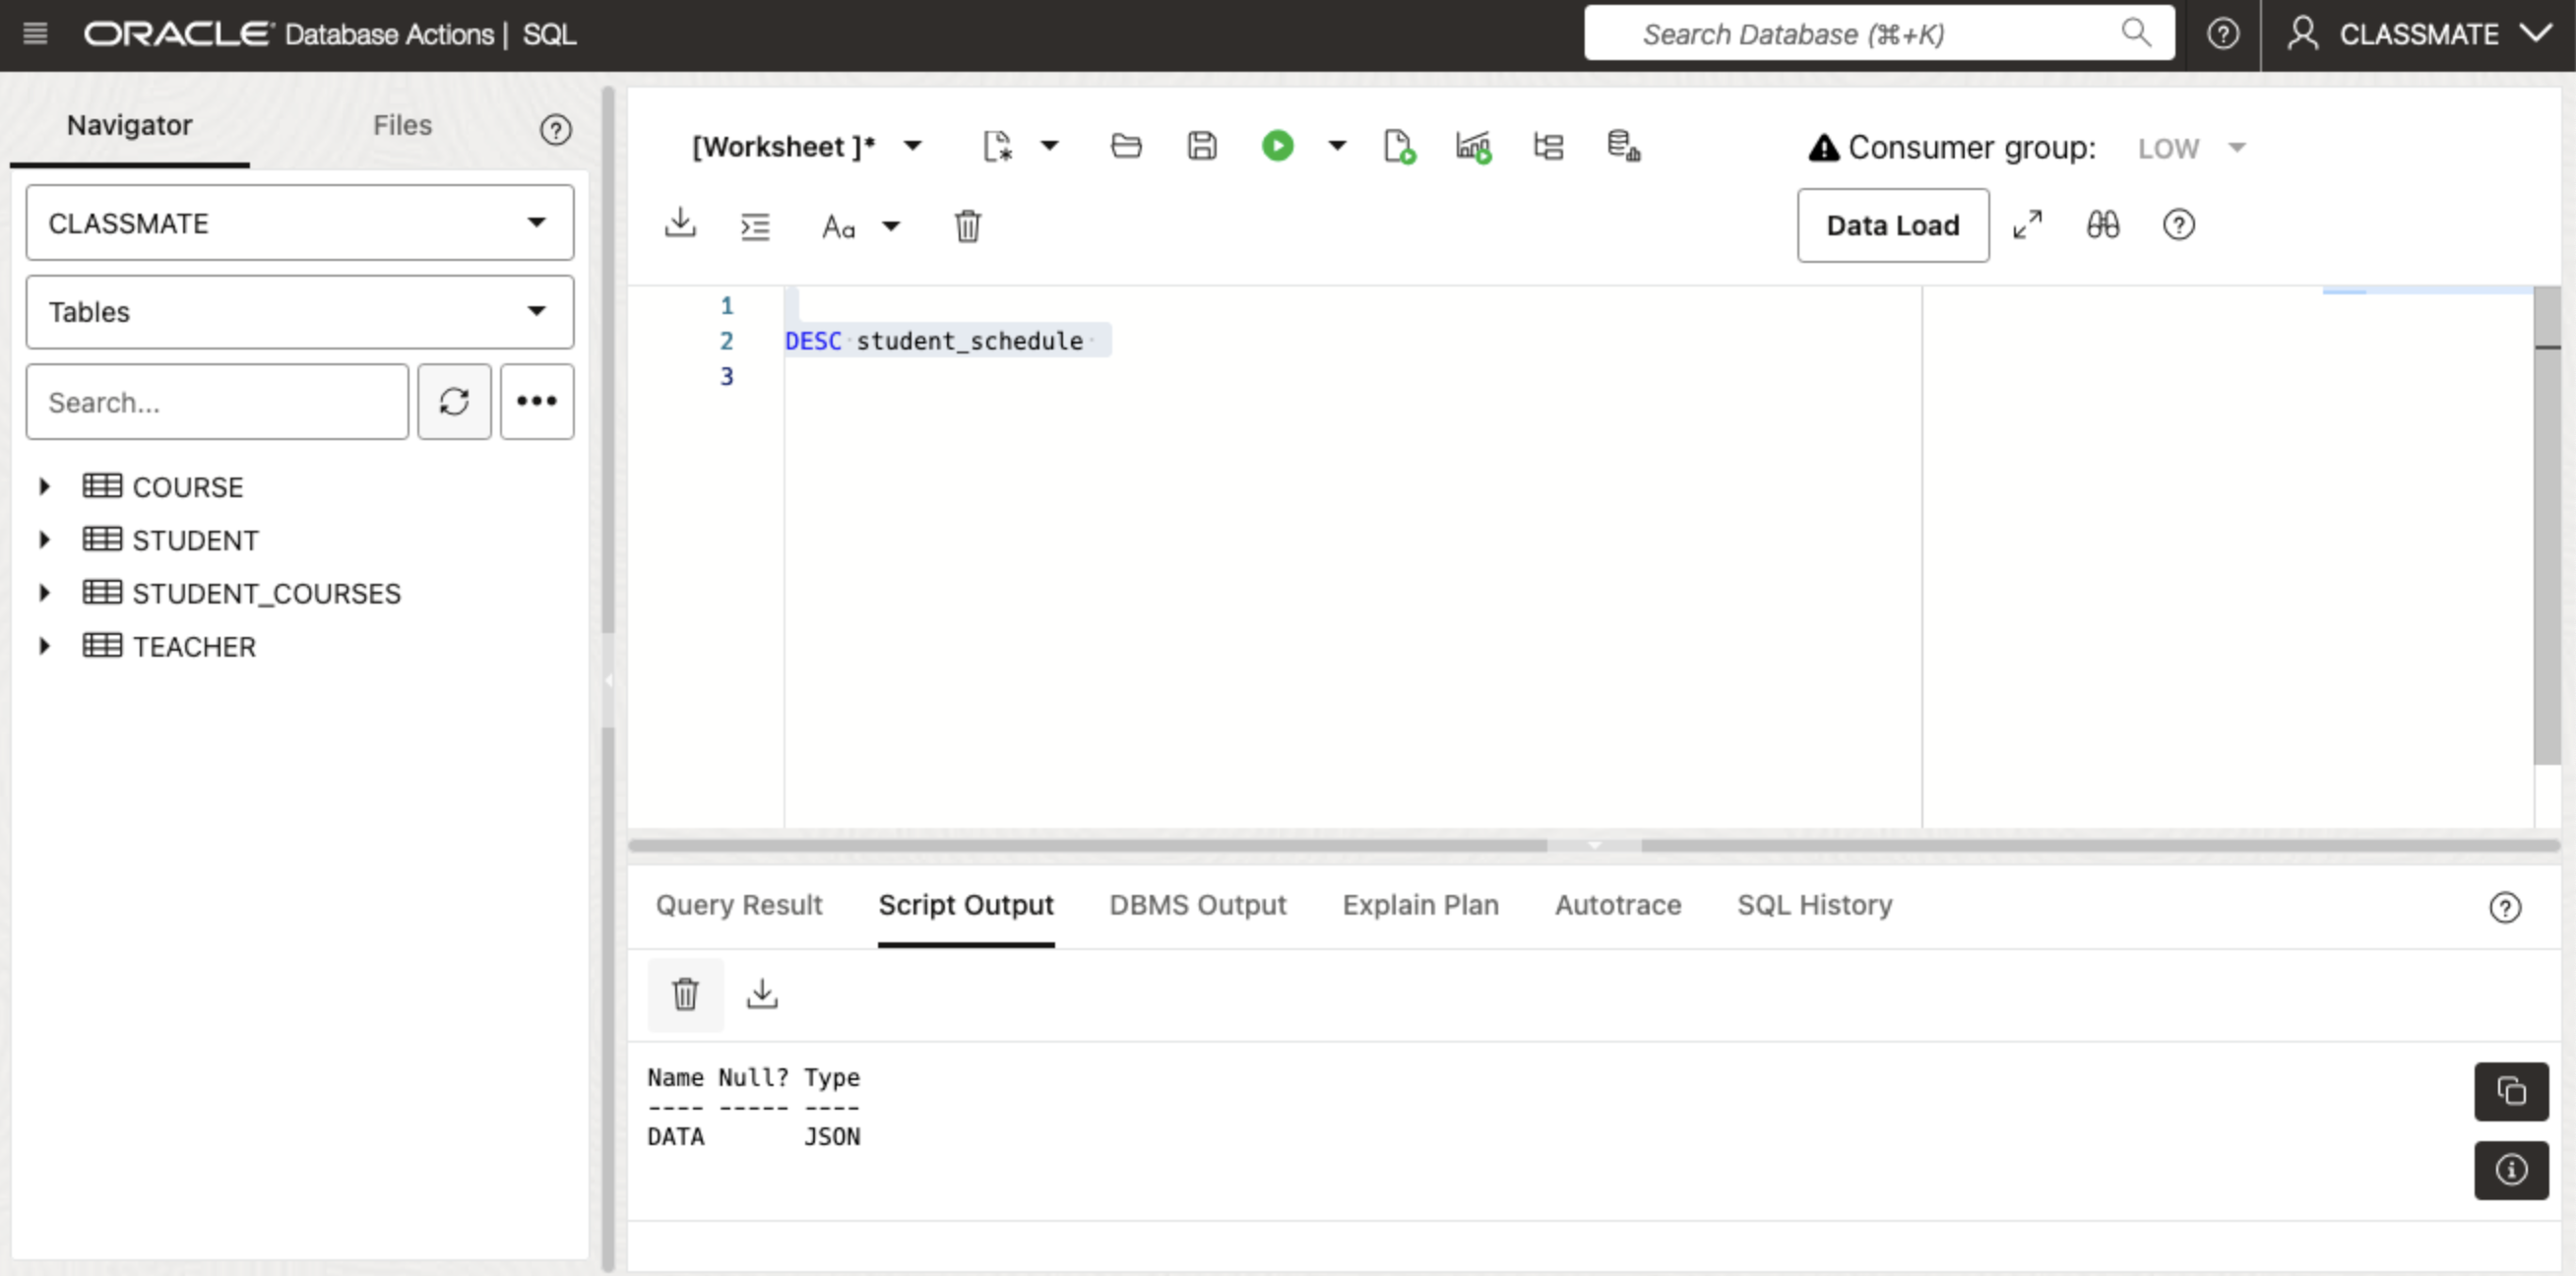 ORACLE Database Actions | SQL
Search Database (⌘+K)
CLASSMATE
Navigator
Files
CLASSMATE
Tables
Search...
COURSE
STUDENT
STUDENT_COURSES
TEACHER
[Worksheet ]*
Consumer group: LOW
Aa
Data Load
1
2 DESC student_schedule
3
Query Result Script Output DBMS Output Explain Plan Autotrace SQL History
Name Null? Type
---- ----- ----
DATA JSON